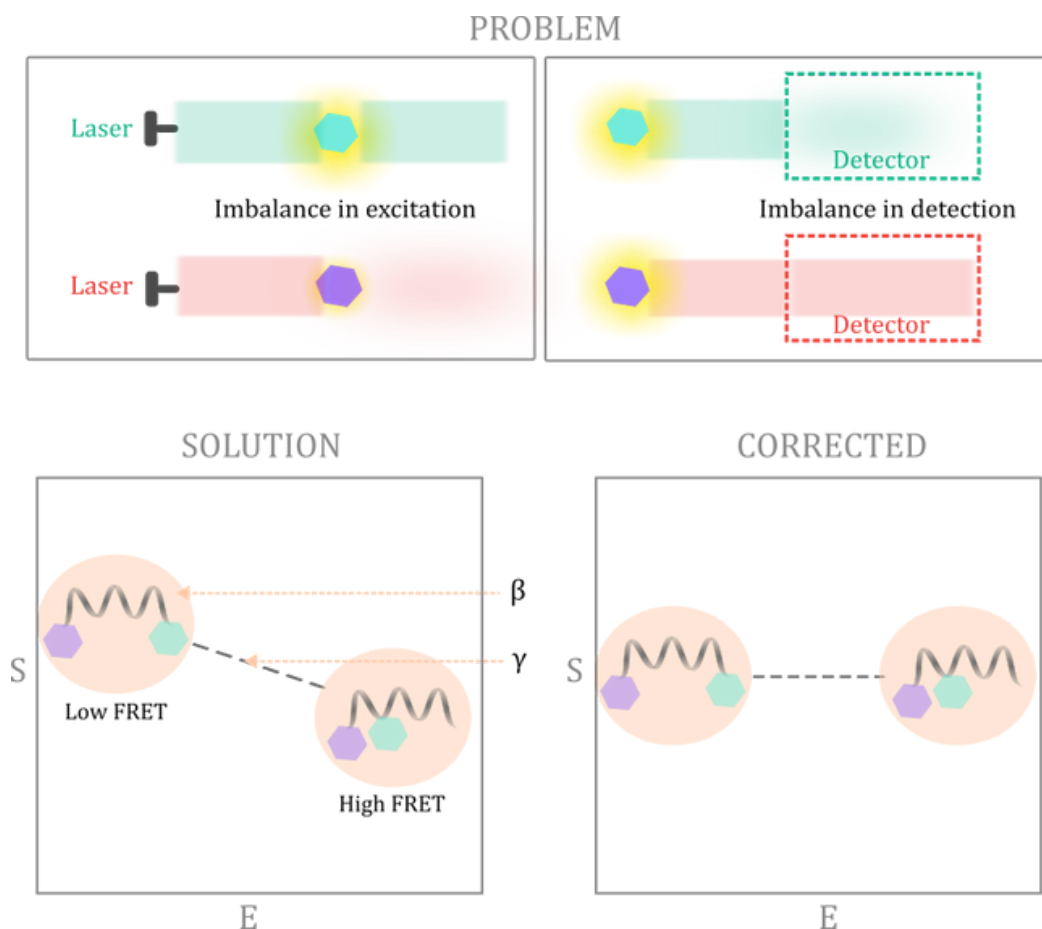 PROBLEM
Laser
Detector
Imbalance in excitation
Imbalance in detection
Laser
Detector
SOLUTION
CORRECTED
β
γ
S
Low FRET
High FRET
E
S
E